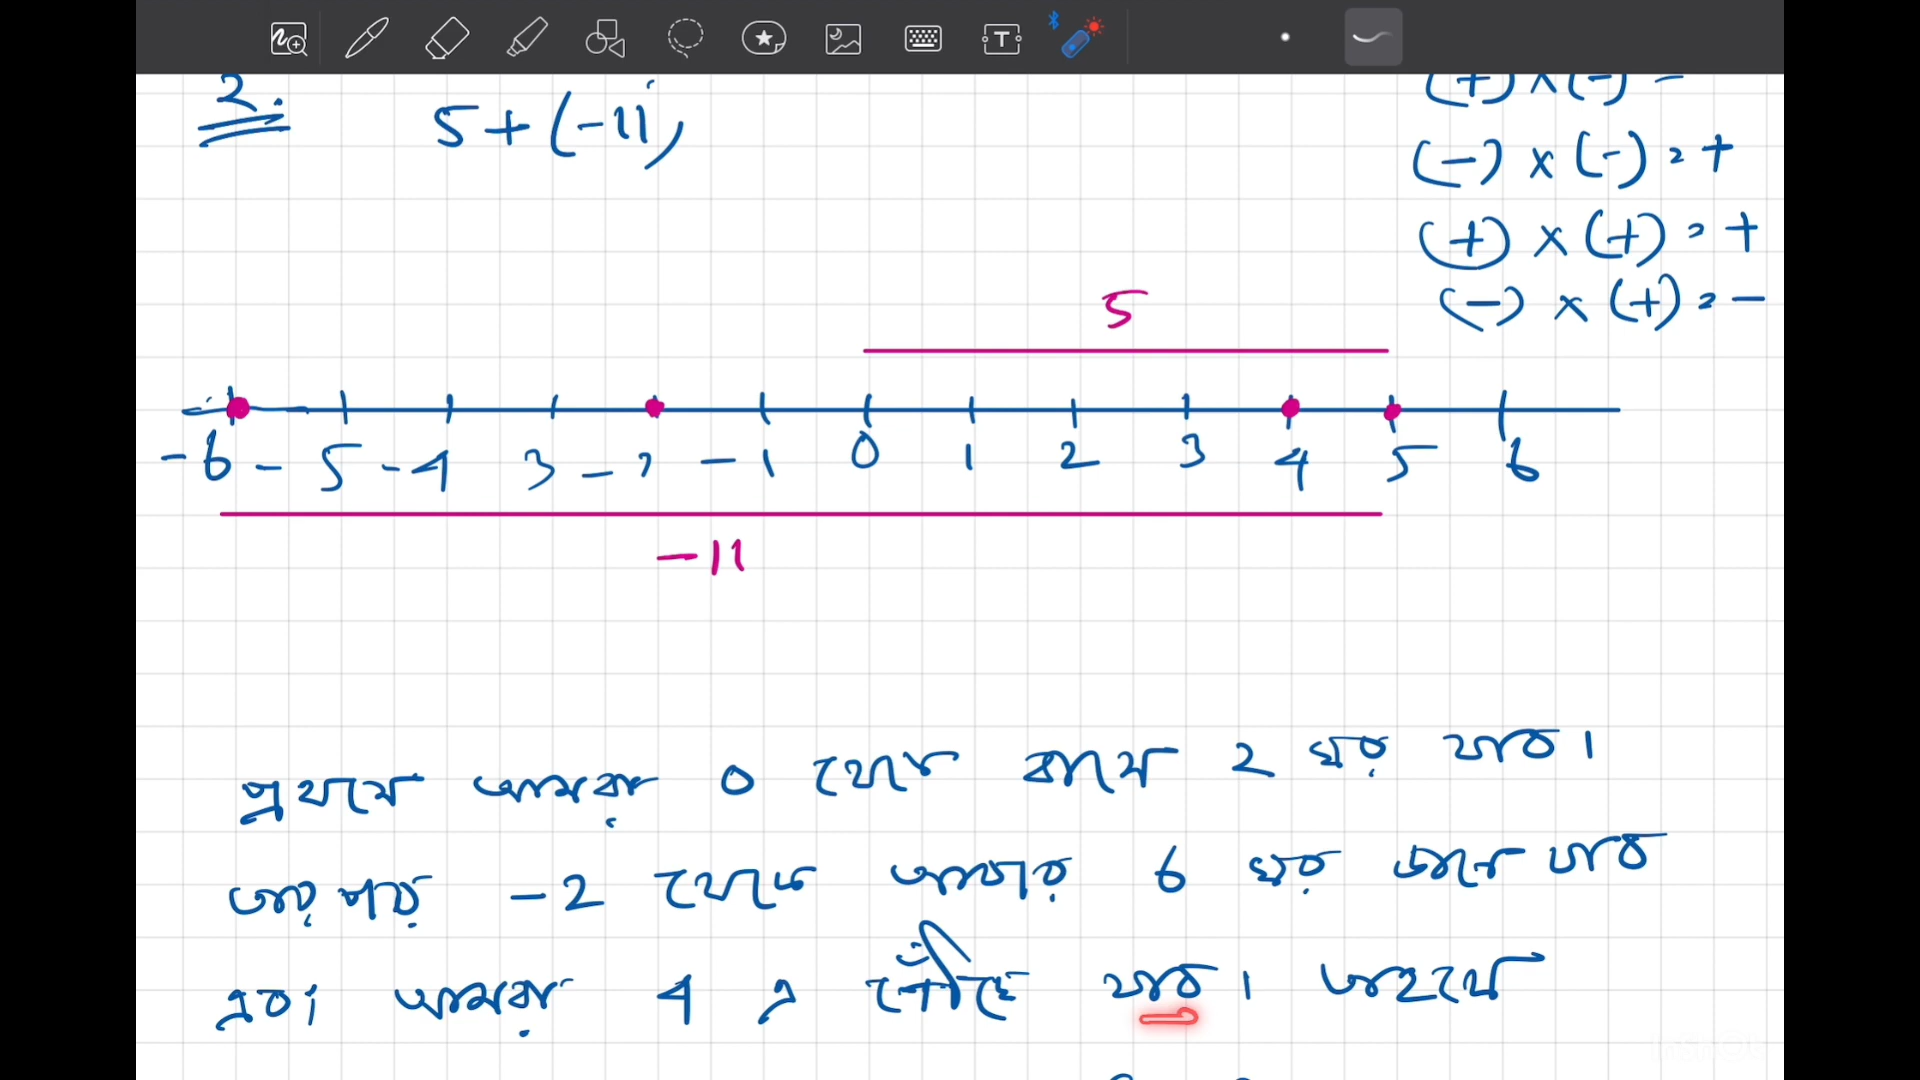 2.
5+(-11)
(+)×(-) =
(-) × (-) = +
(+) × (+) = +
(-) × (+) = -
5
-6 -5 -4 3 -2 -1 0 1 2 3 4 5 6
-11
প্রথমে আমরা 0 থেকে বামে 2 ঘর যাব।
তারপর -2 থেকে আবার 6 ঘর ডানে যাব
এবং আমরা 4 এ পৌঁছে যাব। তাহলে